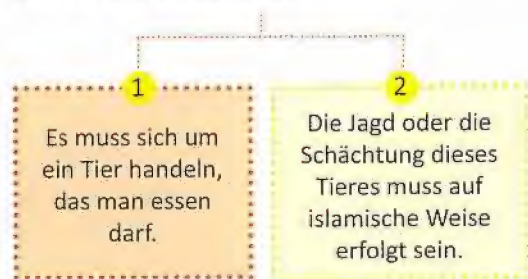 1
Es muss sich um
ein Tier handeln,
das man essen
darf.
2
Die Jagd oder die
Schächtung dieses
Tieres muss auf
islamische Weise
erfolgt sein.